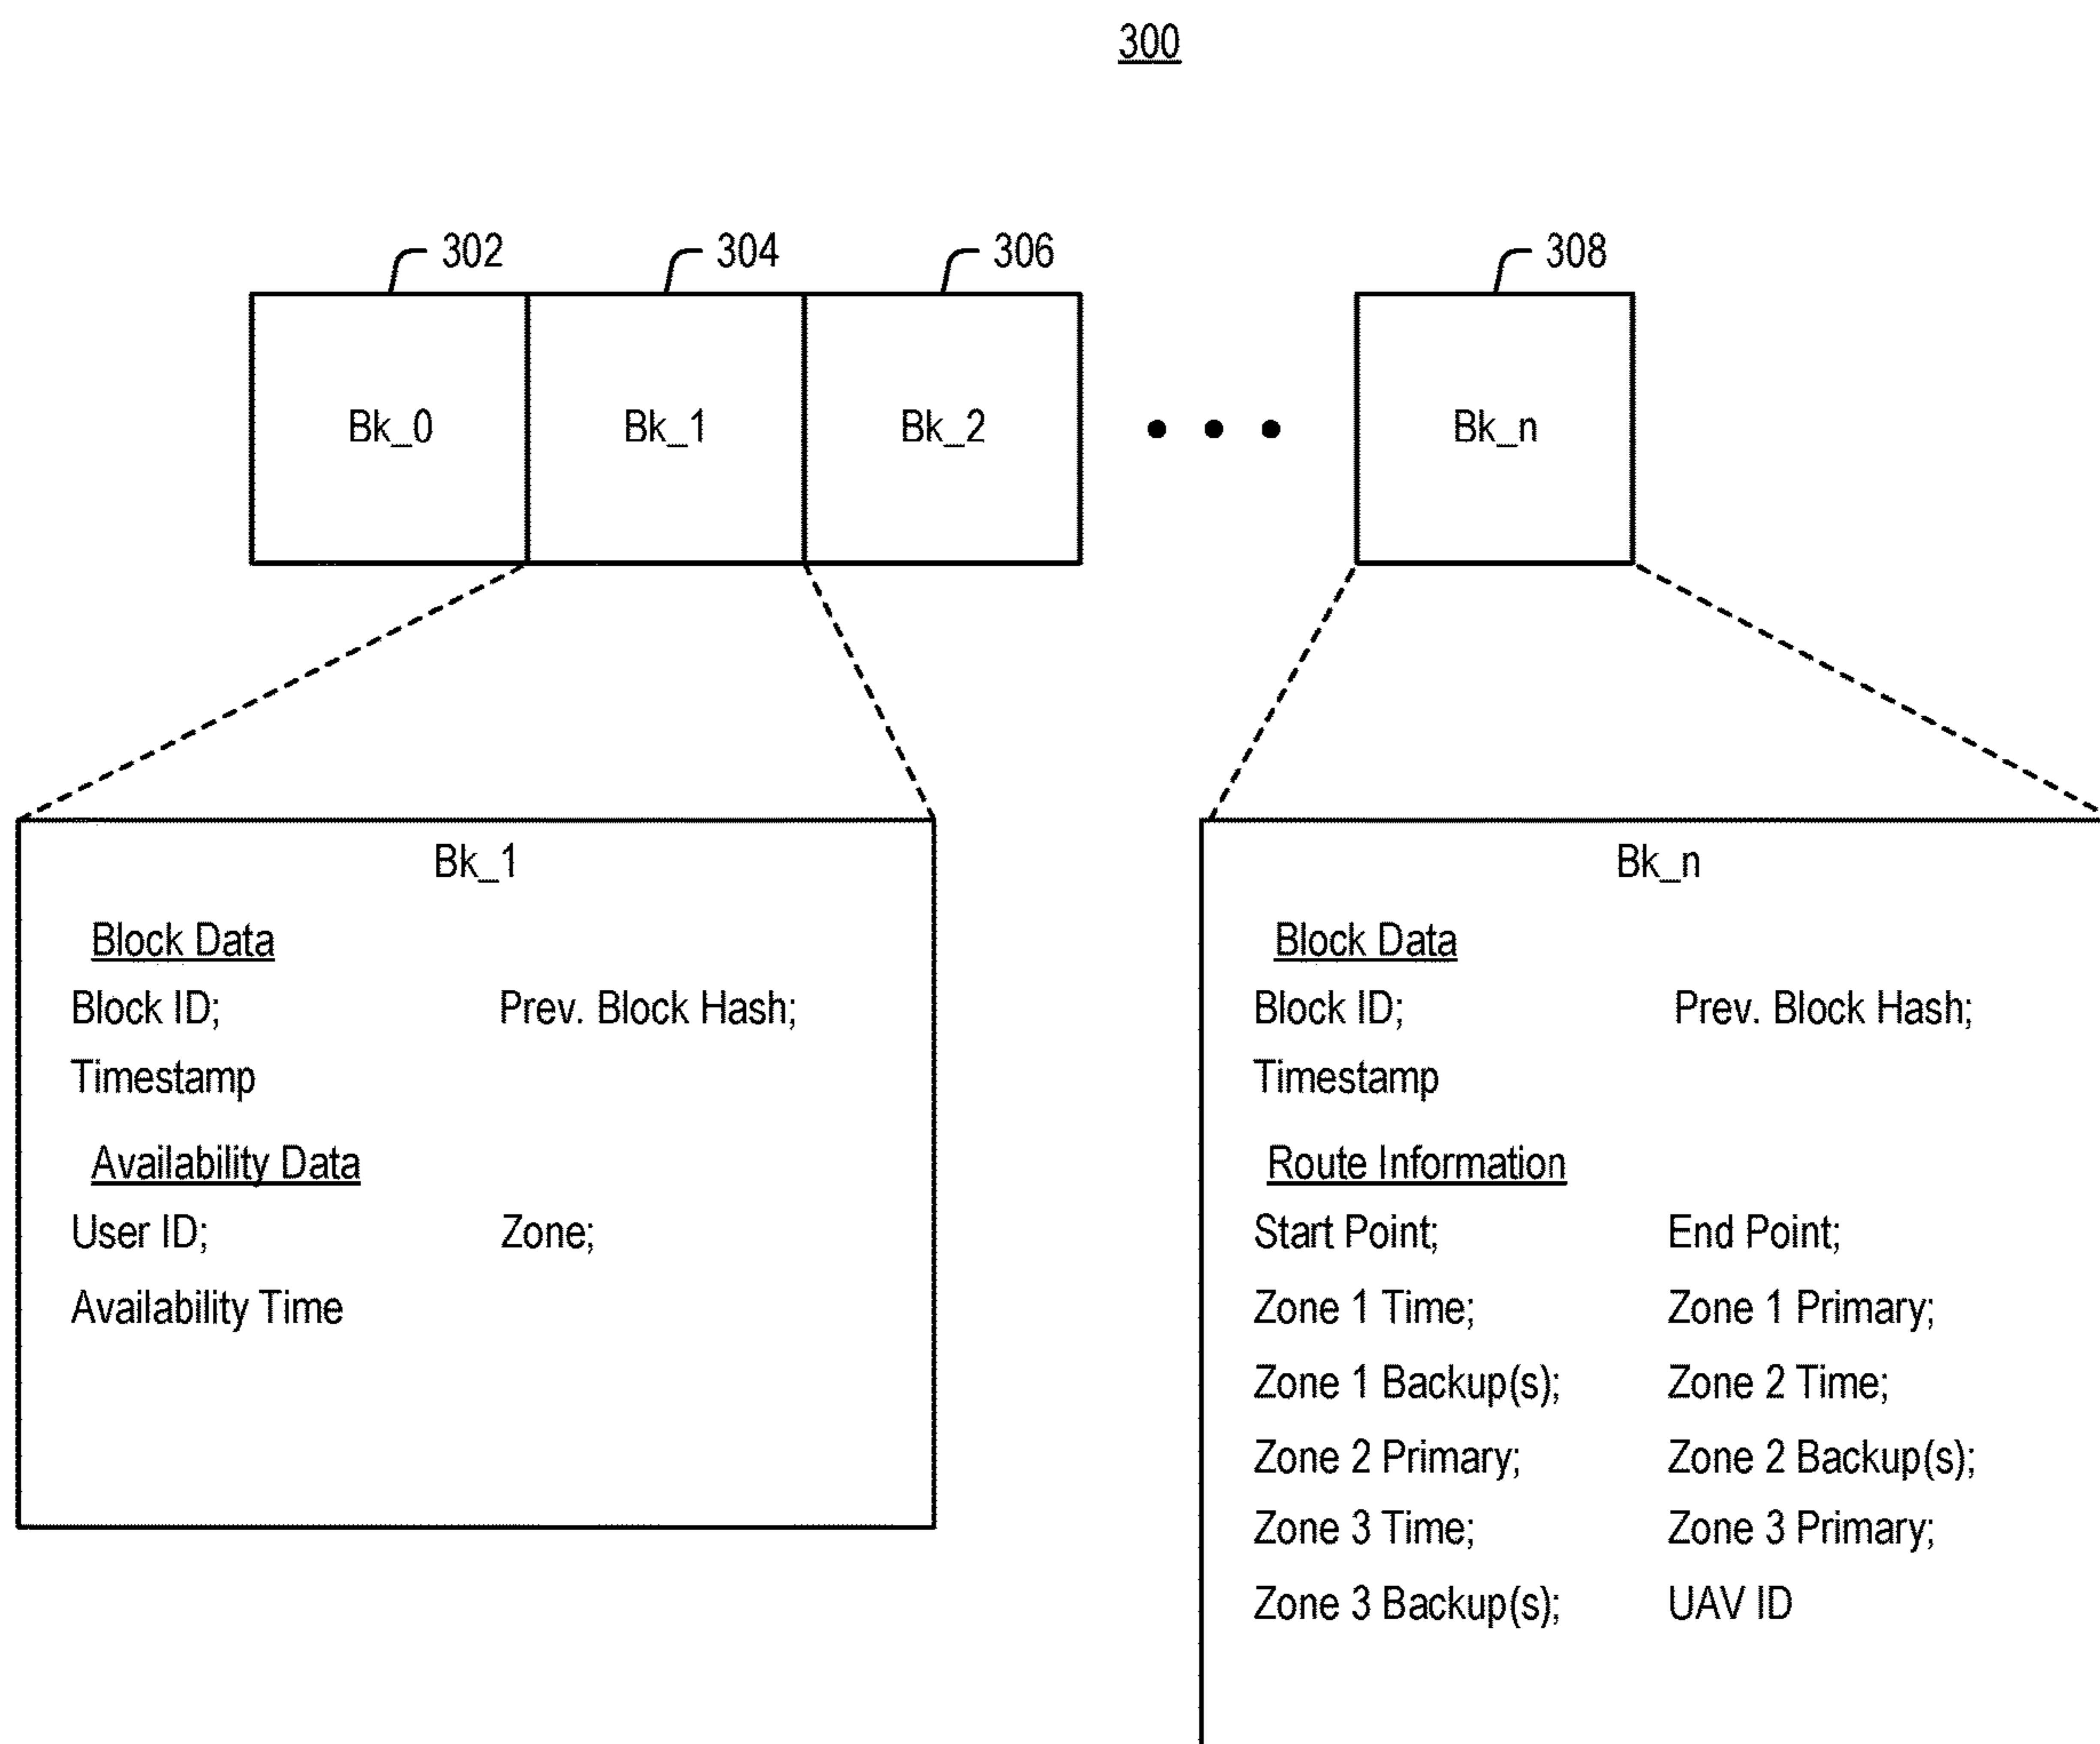 300
302 304 306 308
Bk_0 Bk_1 Bk_2 Bk_n
Bk_1
Block Data
Block ID; Prev. Block Hash;
Timestamp
Availability Data
User ID; Zone;
Availability Time
Bk_n
Block Data
Block ID; Prev. Block Hash;
Timestamp
Route Information
Start Point; End Point;
Zone 1 Time; Zone 1 Primary;
Zone 1 Backup(s); Zone 2 Time;
Zone 2 Primary; Zone 2 Backup(s);
Zone 3 Time; Zone 3 Primary;
Zone 3 Backup(s); UAV ID